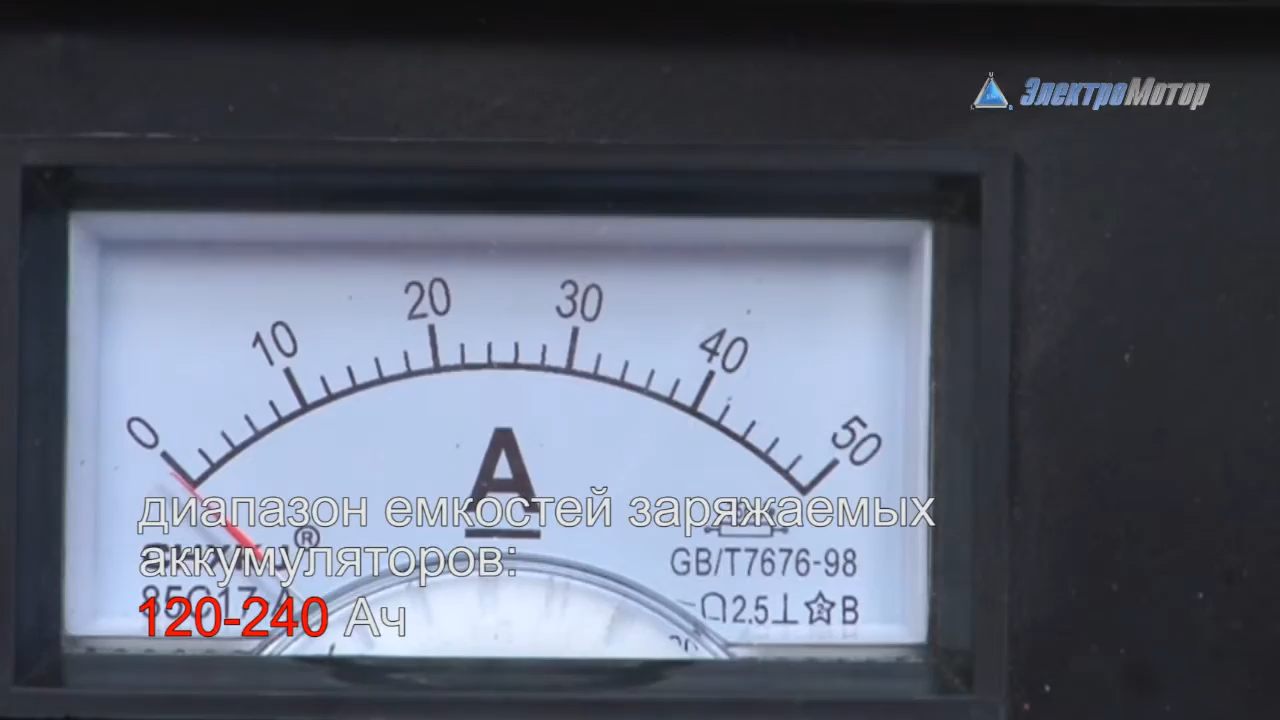 ЭлектроМотор
0 10 20 30 40 50
A
диапазон емкостей заряжаемых
аккумуляторов:
120-240 Ач
®
GB/T7676-98
2.5 B